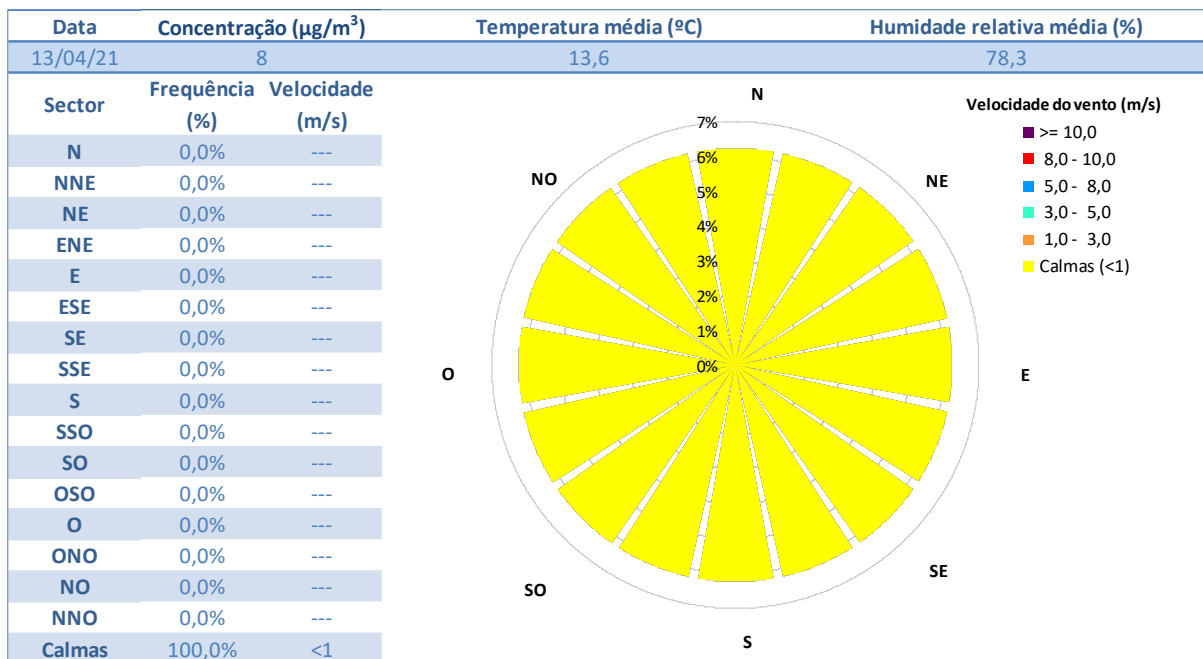 Data Concentração (µg/m³) Temperatura média (ºC) Humidade relativa média (%)
13/04/21 8 13,6 78,3
Sector Frequência (%) Velocidade (m/s)
N 0,0% ---
NNE 0,0% ---
NE 0,0% ---
ENE 0,0% ---
E 0,0% ---
ESE 0,0% ---
SE 0,0% ---
SSE 0,0% ---
S 0,0% ---
SSO 0,0% ---
SO 0,0% ---
OSO 0,0% ---
O 0,0% ---
ONO 0,0% ---
NO 0,0% ---
NNO 0,0% ---
Calmas 100,0% <1
N
NE
E
SE
S
SO
O
NO
7%
6%
5%
4%
3%
2%
1%
0%
Velocidade do vento (m/s)
>= 10,0
8,0 - 10,0
5,0 - 8,0
3,0 - 5,0
1,0 - 3,0
Calmas (<1)